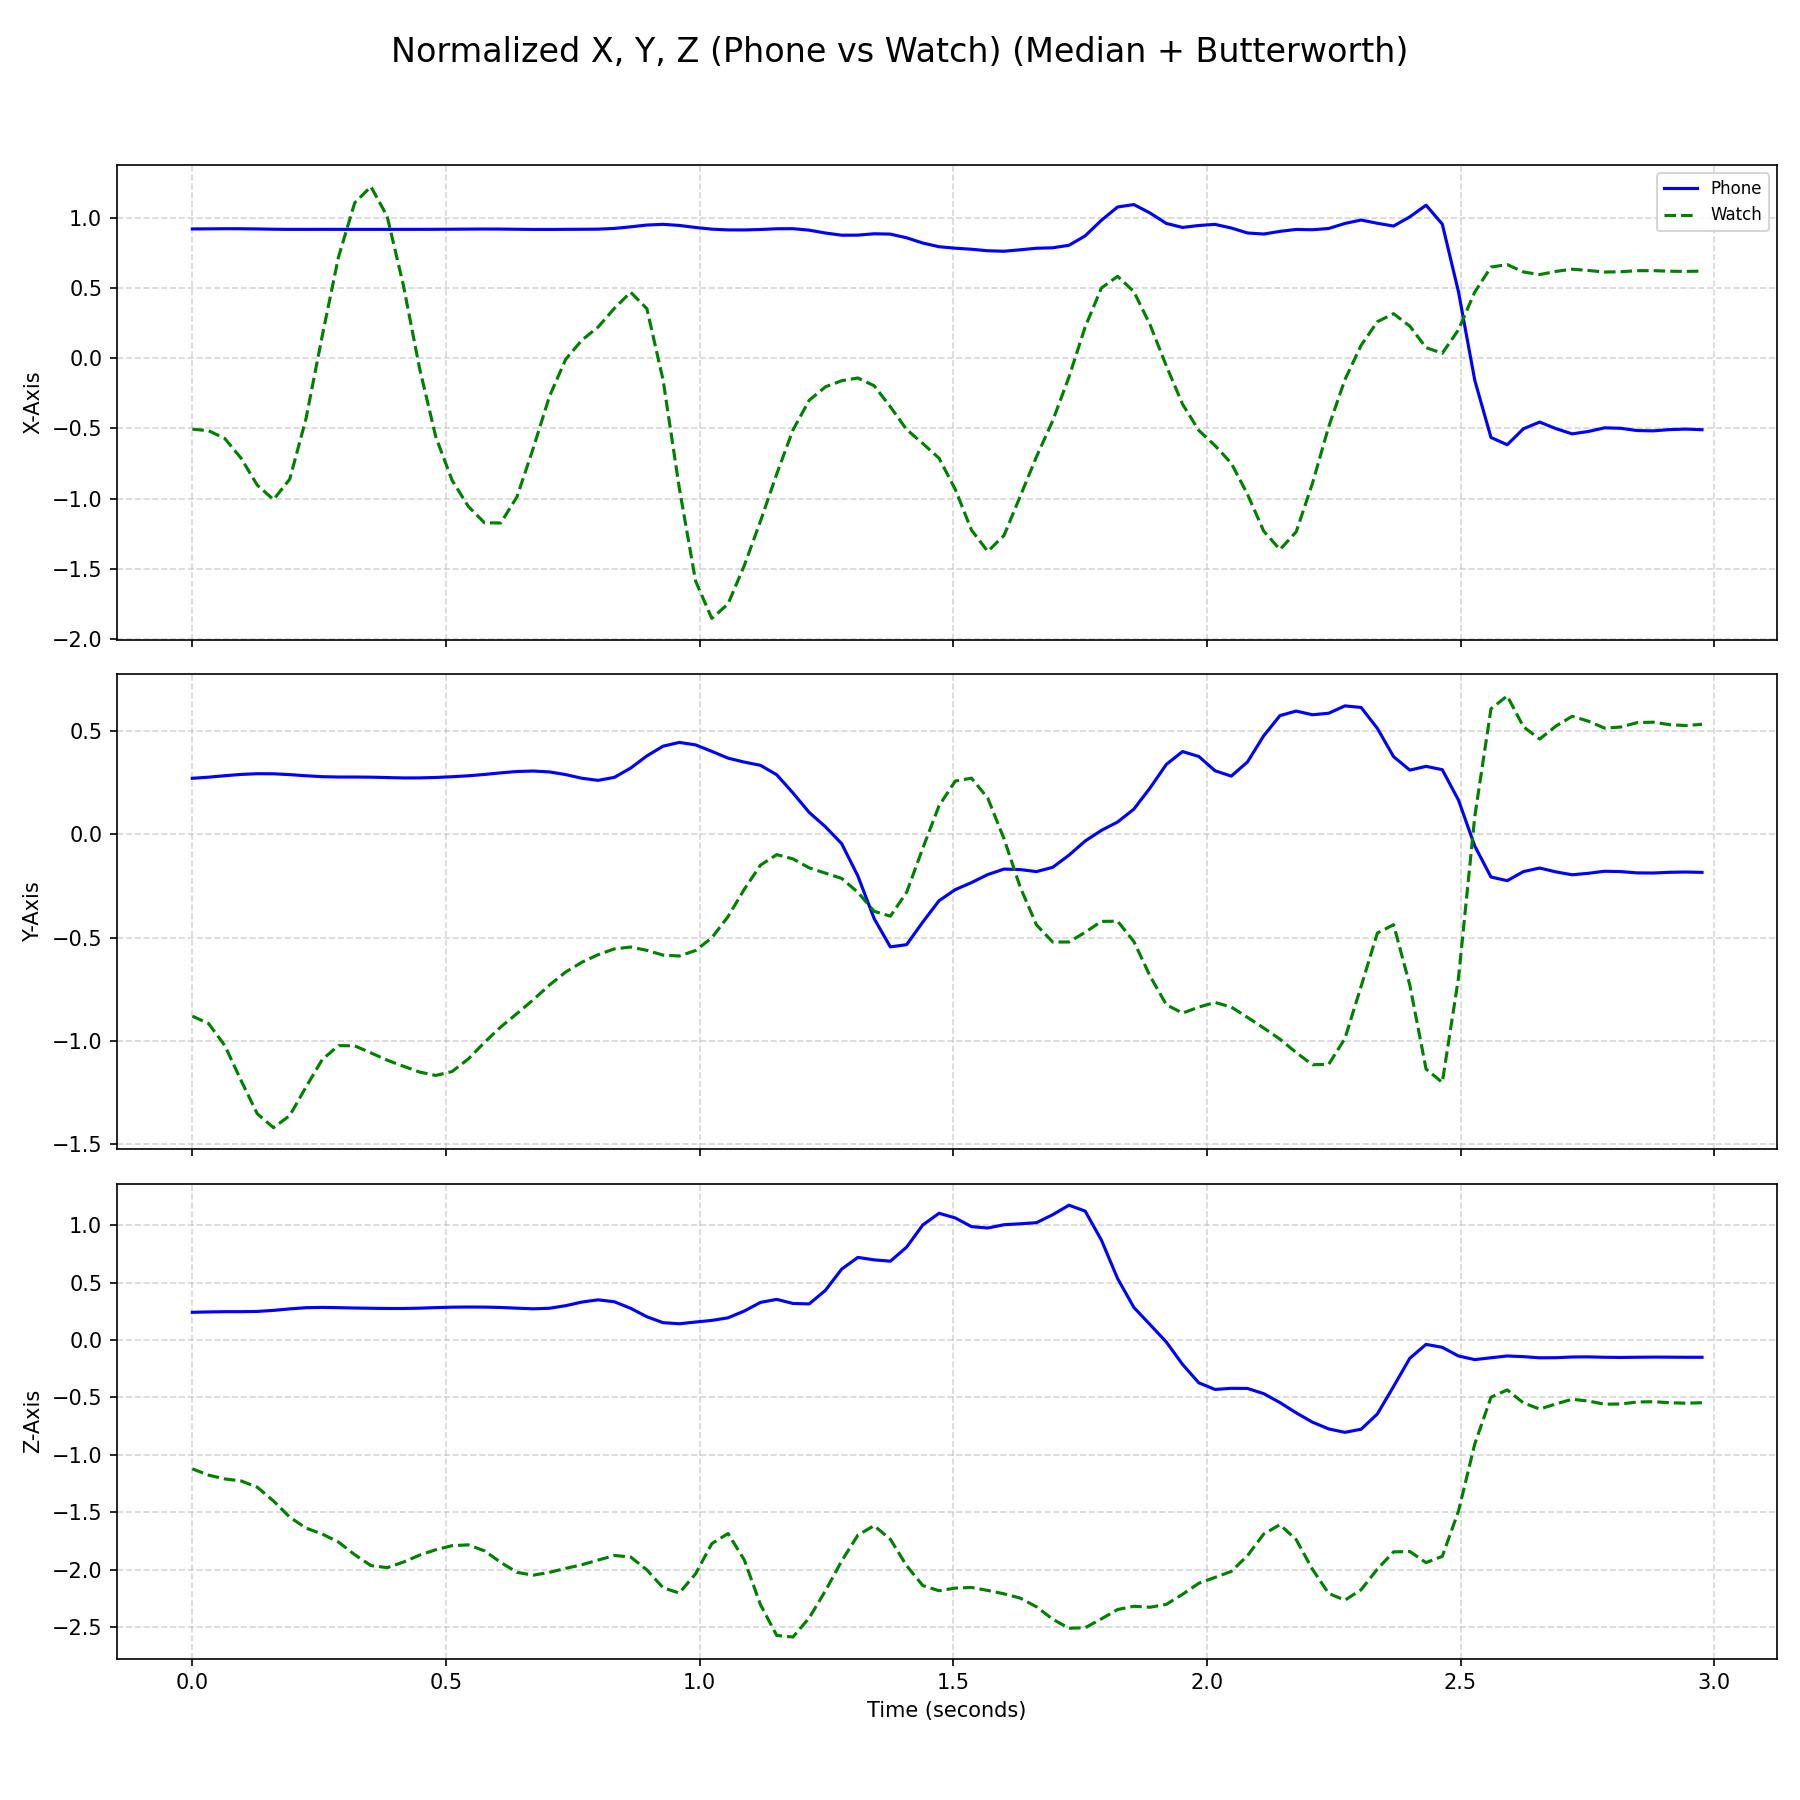 Normalized X, Y, Z (Phone vs Watch) (Median + Butterworth)
Phone
Watch
X-Axis
1.0
0.5
0.0
−0.5
−1.0
−1.5
−2.0
Y-Axis
0.5
0.0
−0.5
−1.0
−1.5
Z-Axis
1.0
0.5
0.0
−0.5
−1.0
−1.5
−2.0
−2.5
0.0 0.5 1.0 1.5 2.0 2.5 3.0
Time (seconds)